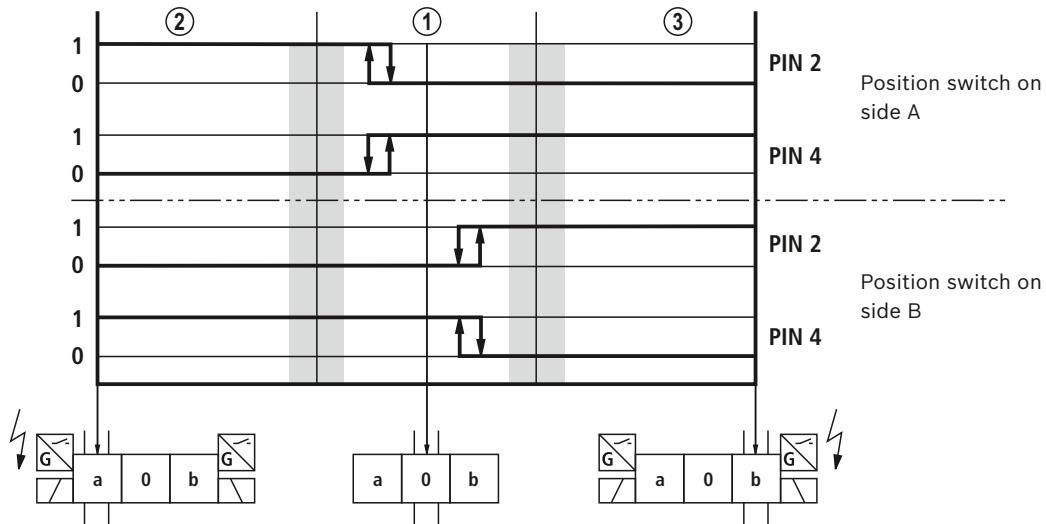 ② ① ③
1
0
PIN 2
Position switch on
side A
1
0
PIN 4
1
0
PIN 2
Position switch on
side B
1
0
PIN 4
G G G G
a 0 b a 0 b a 0 b